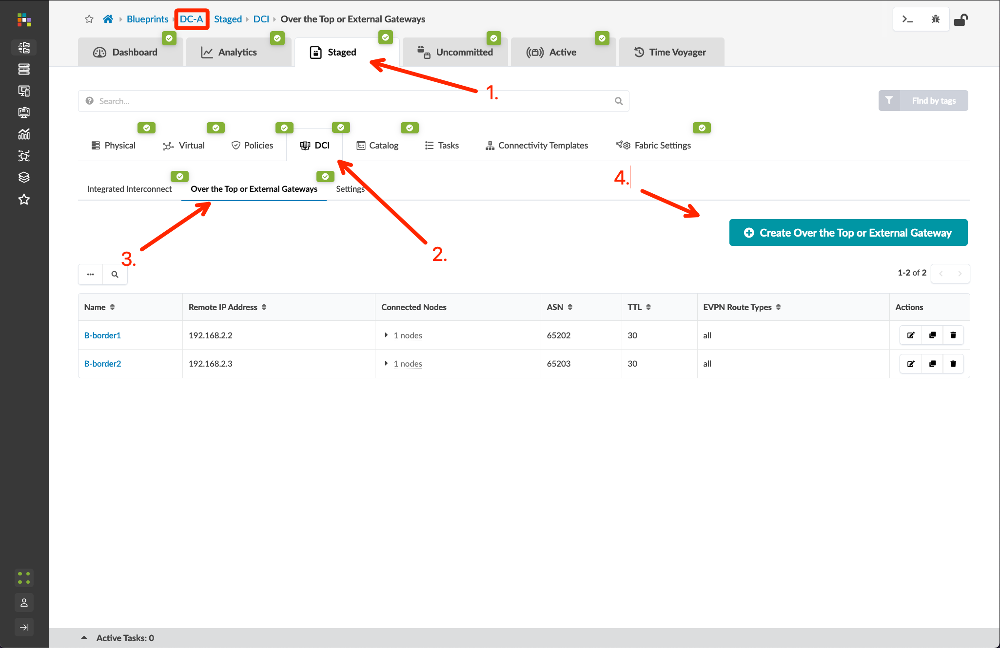 Blueprints DC-A Staged DCI Over the Top or External Gateways
Dashboard Analytics Staged Uncommitted Active Time Voyager
1.
Search... Find by tags
Physical Virtual Policies DCI Catalog Tasks Connectivity Templates Fabric Settings
4.
Integrated Interconnect Over the Top or External Gateways Settings
Create Over the Top or External Gateway
3. 2.
1-2 of 2
Name Remote IP Address Connected Nodes ASN TTL EVPN Route Types Actions
B-border1 192.168.2.2 1 nodes 65202 30 all
B-border2 192.168.2.3 1 nodes 65203 30 all
Active Tasks: 0